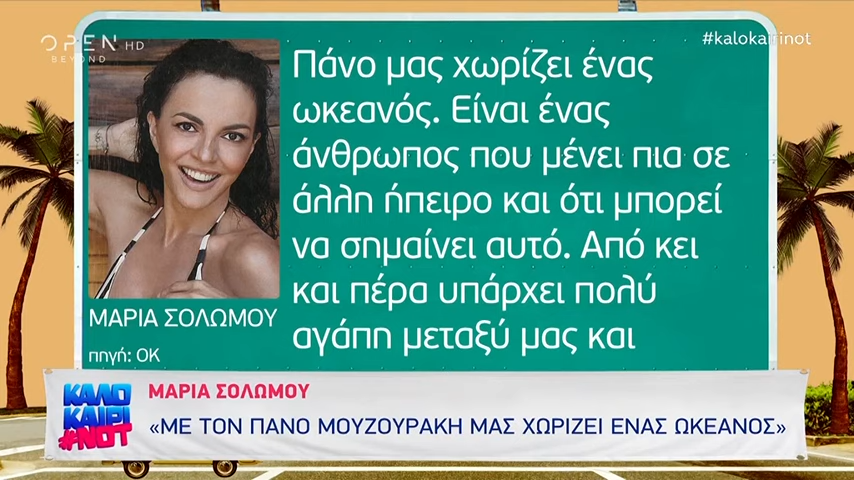 OPEN HD
BEYOND
#kalokairinot
Πάνο μας χωρίζει ένας
ωκεανός. Είναι ένας
άνθρωπος που μένει πια σε
άλλη ήπειρο και ότι μπορεί
να σημαίνει αυτό. Από κει
και πέρα υπάρχει πολύ
αγάπη μεταξύ μας και
ΜΑΡΙΑ ΣΟΛΩΜΟΥ
πηγή: ΟΚ
ΚΑΛΟ
ΚΑΙΡΙ
#NOT
ΜΑΡΙΑ ΣΟΛΩΜΟΥ
«ΜΕ ΤΟΝ ΠΑΝΟ ΜΟΥΖΟΥΡΑΚΗ ΜΑΣ ΧΩΡΙΖΕΙ ΕΝΑΣ ΩΚΕΑΝΟΣ»